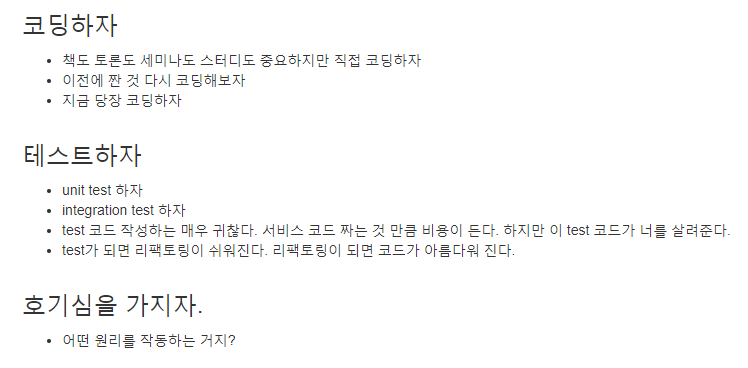 코딩하자
책도 토론도 세미나도 스터디도 중요하지만 직접 코딩하자
이전에 짠 것 다시 코딩해보자
지금 당장 코딩하자
테스트하자
unit test 하자
integration test 하자
test 코드 작성하는 매우 귀찮다. 서비스 코드 짜는 것 만큼 비용이 든다. 하지만 이 test 코드가 너를 살려준다.
test가 되면 리팩토링이 쉬워진다. 리팩토링이 되면 코드가 아름다워 진다.
호기심을 가지자.
어떤 원리를 작동하는 거지?